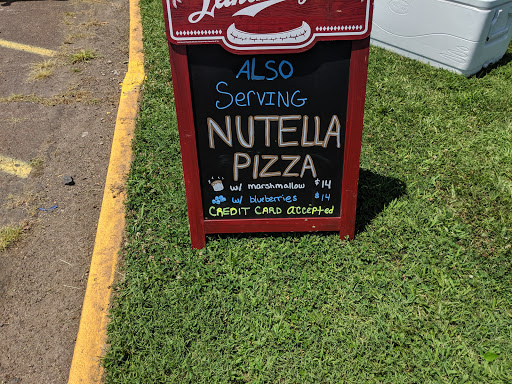 ALSO
SERVING
NUTELLA
PIZZA
w/ marshmallow $14
w/ blueberries $14
CREDIT CARD accepted